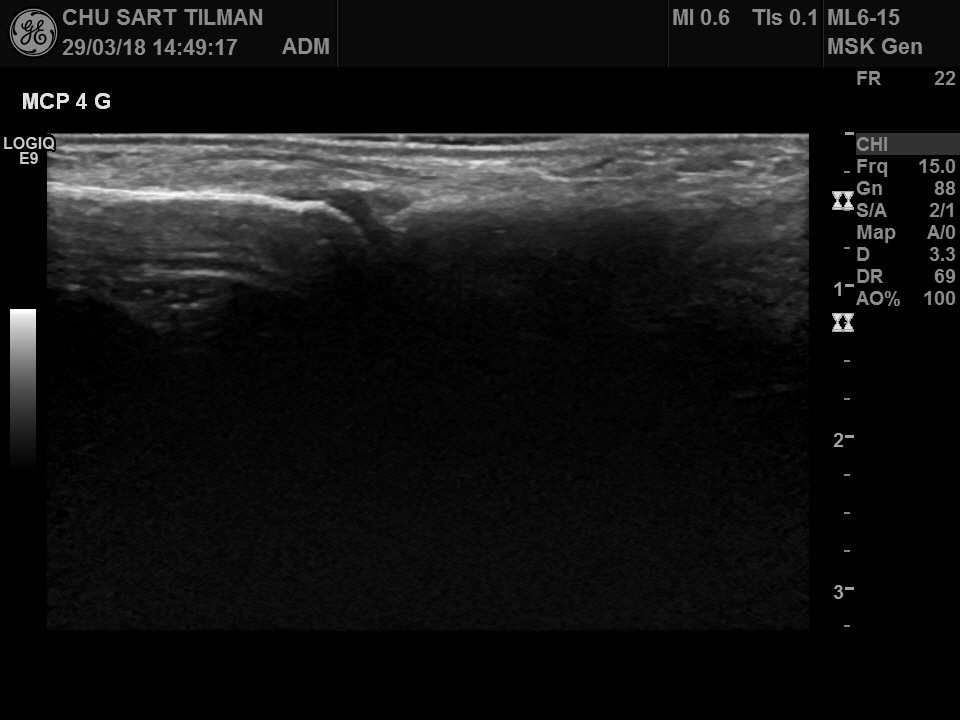 CHU SART TILMAN
29/03/18 14:49:17 ADM
MI 0.6 TIs 0.1
ML6-15
MSK Gen
FR 22
MCP 4 G
LOGIQ
E9
CHI
Frq 15.0
Gn 88
S/A 2/1
Map A/0
D 3.3
DR 69
AO% 100
1
2
3